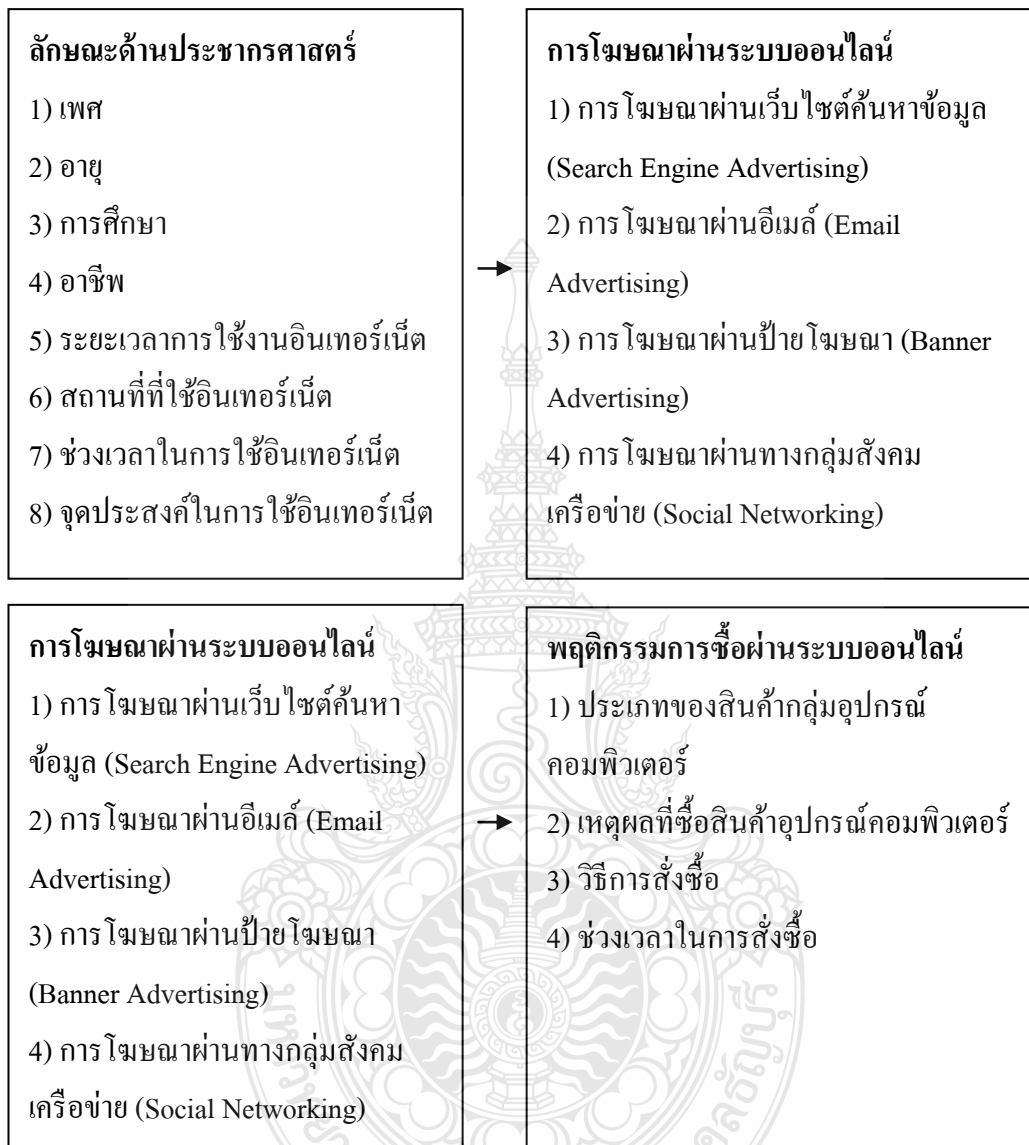 ลักษณะด้านประชากรศาสตร์
1) เพศ
2) อายุ
3) การศึกษา
4) อาชีพ
5) ระยะเวลาการใช้งานอินเทอร์เน็ต
6) สถานที่ที่ใช้อินเทอร์เน็ต
7) ช่วงเวลาในการใช้อินเทอร์เน็ต
8) จุดประสงค์ในการใช้อินเทอร์เน็ต
การโฆษณาผ่านระบบออนไลน์
1) การโฆษณาผ่านเว็บไซต์ค้นหาข้อมูล
(Search Engine Advertising)
2) การโฆษณาผ่านอีเมล์ (Email
Advertising)
3) การโฆษณาผ่านป้ายโฆษณา (Banner
Advertising)
4) การโฆษณาผ่านทางกลุ่มสังคม
เครือข่าย (Social Networking)
การโฆษณาผ่านระบบออนไลน์
1) การโฆษณาผ่านเว็บไซต์ค้นหา
ข้อมูล (Search Engine Advertising)
2) การโฆษณาผ่านอีเมล์ (Email
Advertising)
3) การโฆษณาผ่านป้ายโฆษณา
(Banner Advertising)
4) การโฆษณาผ่านทางกลุ่มสังคม
เครือข่าย (Social Networking)
พฤติกรรมการซื้อผ่านระบบออนไลน์
1) ประเภทของสินค้ากลุ่มอุปกรณ์
คอมพิวเตอร์
2) เหตุผลที่ซื้อสินค้าอุปกรณ์คอมพิวเตอร์
3) วิธีการสั่งซื้อ
4) ช่วงเวลาในการสั่งซื้อ